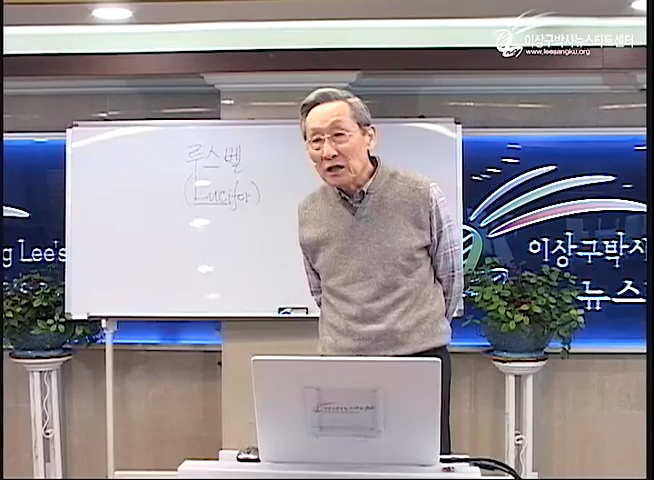 이상구박사뉴스타트센터
www.leesangku.org
루스벨
(Lucifer)
g Lee's
이상구박사
뉴스